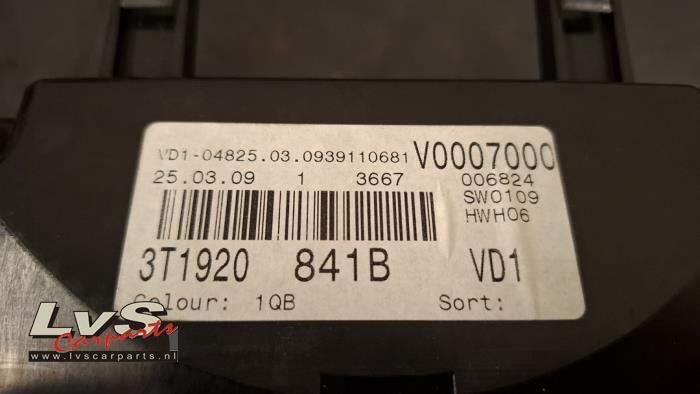 VD1-04825.03.0939110681 V0007000
25.03.09 1 3667 006824
SW0109
HWH06
3T1920 841B VD1
Colour: 1QB Sort:
LvS
Carparts
www.lvscarparts.nl